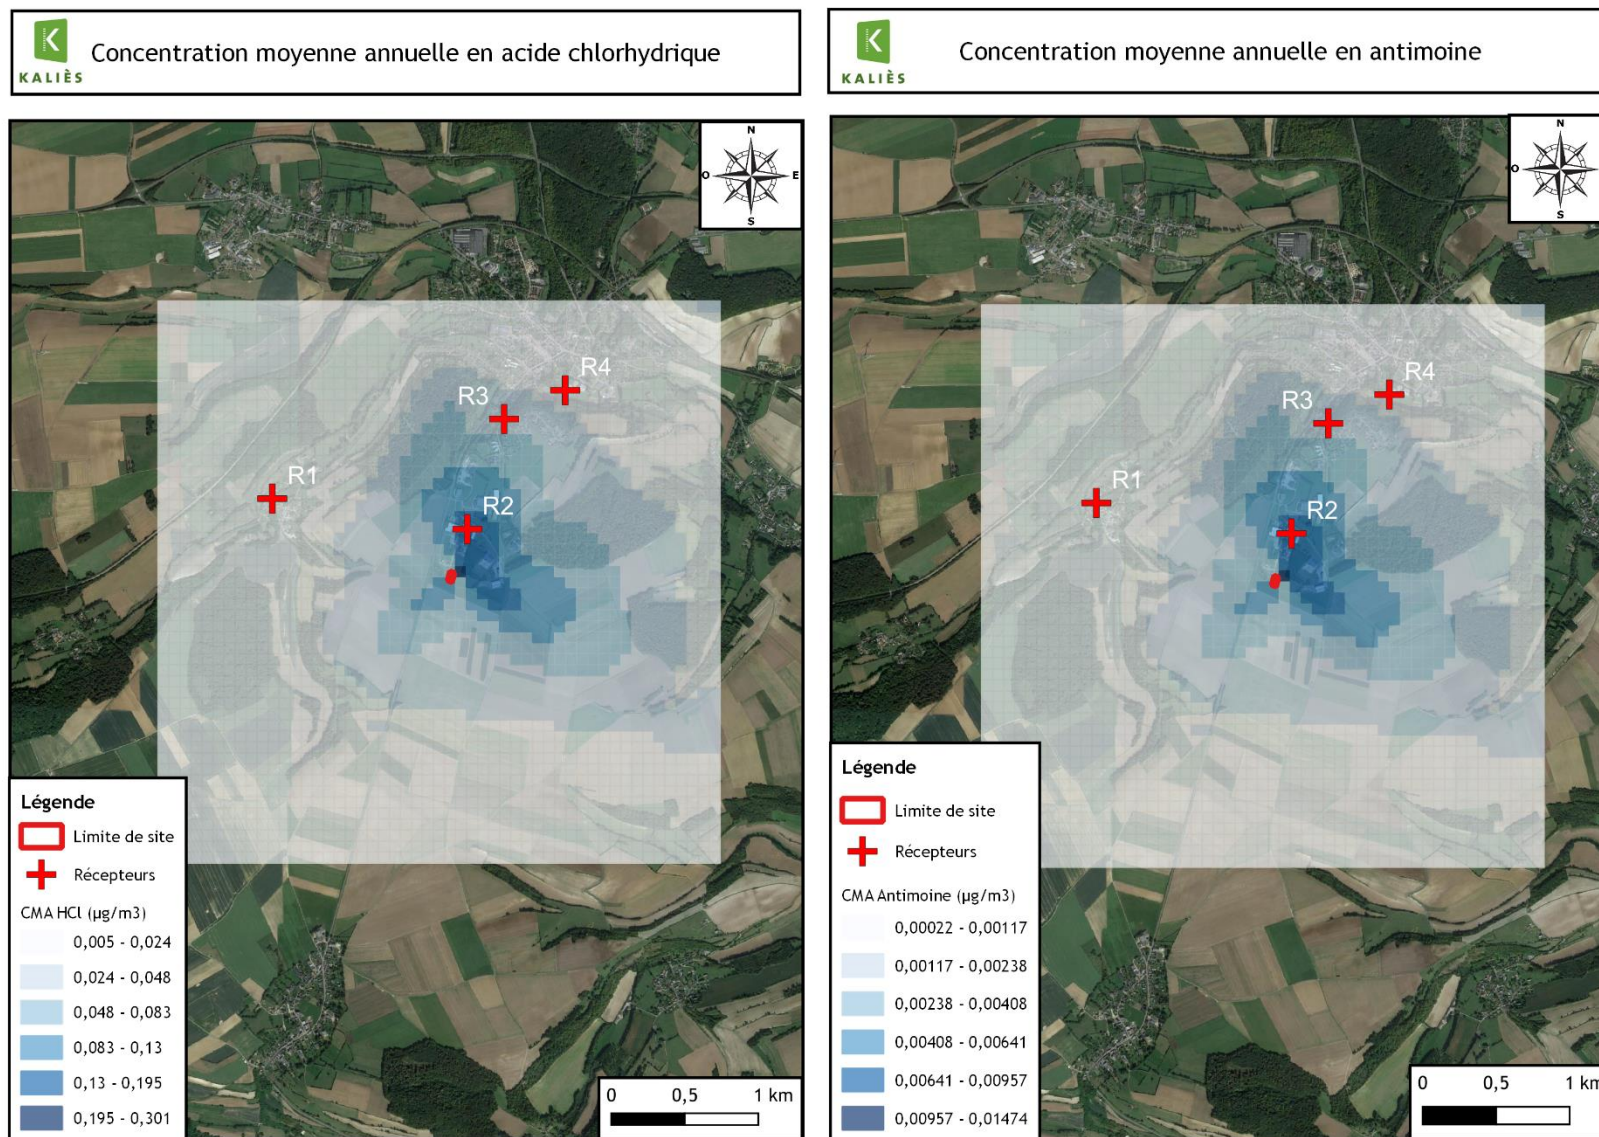 KALIÈS
Concentration moyenne annuelle en acide chlorhydrique
N
O
E
S
R4
R3
R1
R2
Légende
Limite de site
Récepteurs
CMA HCl (µg/m3)
0,005 - 0,024
0,024 - 0,048
0,048 - 0,083
0,083 - 0,13
0,13 - 0,195
0,195 - 0,301
0 0,5 1 km
KALIÈS
Concentration moyenne annuelle en antimoine
N
O
S
R4
R3
R1
R2
Légende
Limite de site
Récepteurs
CMA Antimoine (µg/m3)
0,00022 - 0,00117
0,00117 - 0,00238
0,00238 - 0,00408
0,00408 - 0,00641
0,00641 - 0,00957
0,00957 - 0,01474
0 0,5 1 km